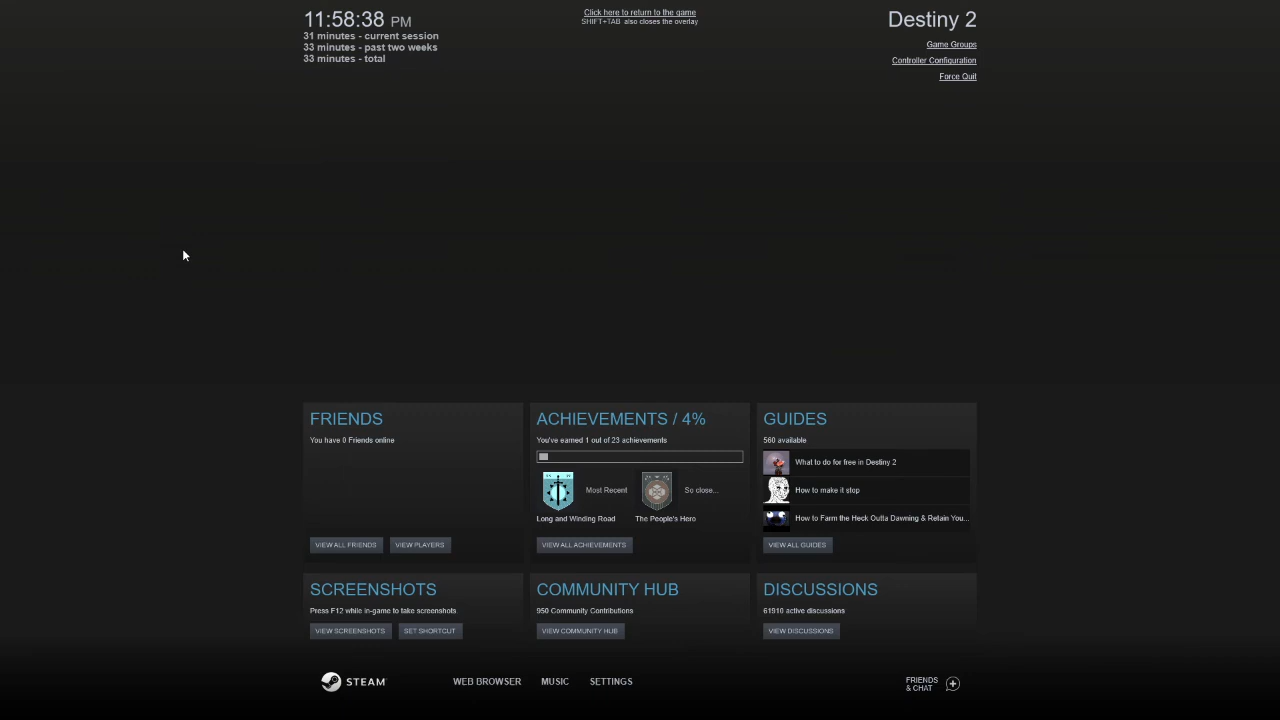 11:58:38 PM
31 minutes - current session
33 minutes - past two weeks
33 minutes - total
Click here to return to the game
SHIFT+TAB also closes the overlay
Destiny 2
Game Groups
Controller Configuration
Force Quit
FRIENDS
You have 0 Friends online
VIEW ALL FRIENDS
VIEW PLAYERS
ACHIEVEMENTS / 4%
You've earned 1 out of 23 achievements
Most Recent
So close...
Long and Winding Road
The People's Hero
VIEW ALL ACHIEVEMENTS
GUIDES
560 available
What to do for free in Destiny 2
How to make it stop
How to Farm the Heck Outta Dawning & Retain You...
VIEW ALL GUIDES
SCREENSHOTS
Press F12 while in-game to take screenshots
VIEW SCREENSHOTS
SET SHORTCUT
COMMUNITY HUB
950 Community Contributions
VIEW COMMUNITY HUB
DISCUSSIONS
61910 active discussions
VIEW DISCUSSIONS
STEAM
WEB BROWSER
MUSIC
SETTINGS
FRIENDS
& CHAT